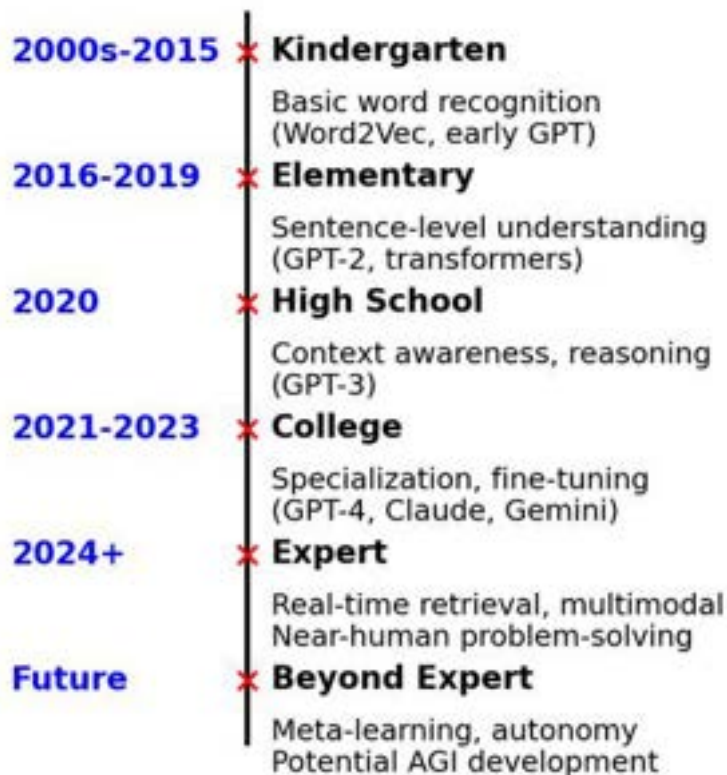 2000s-2015 Kindergarten
Basic word recognition
(Word2Vec, early GPT)
2016-2019 Elementary
Sentence-level understanding
(GPT-2, transformers)
2020 High School
Context awareness, reasoning
(GPT-3)
2021-2023 College
Specialization, fine-tuning
(GPT-4, Claude, Gemini)
2024+ Expert
Real-time retrieval, multimodal
Near-human problem-solving
Future Beyond Expert
Meta-learning, autonomy
Potential AGI development